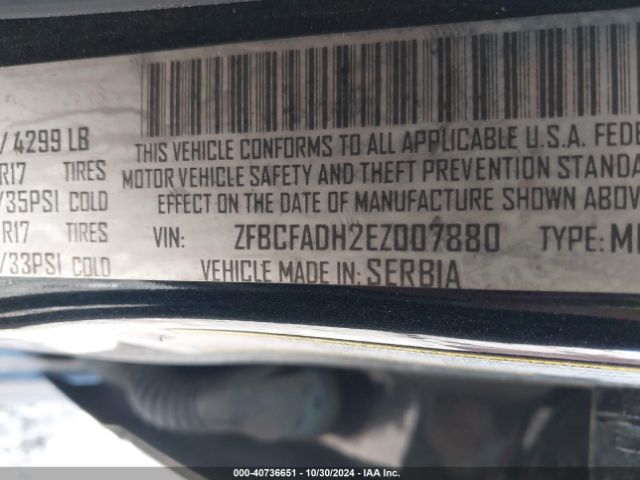 / 4299 LB
THIS VEHICLE CONFORMS TO ALL APPLICABLE U.S.A. FEDE
R17 TIRES MOTOR VEHICLE SAFETY AND THEFT PREVENTION STANDA
/35PSI COLD EFFECT ON THE DATE OF MANUFACTURE SHOWN ABOV
R17 TIRES VIN: ZFBCFADH2EZ007880 TYPE: M
/33PSI COLD VEHICLE MADE IN: SERBIA
000-40736651 | 10/30/2024 | IAA Inc.